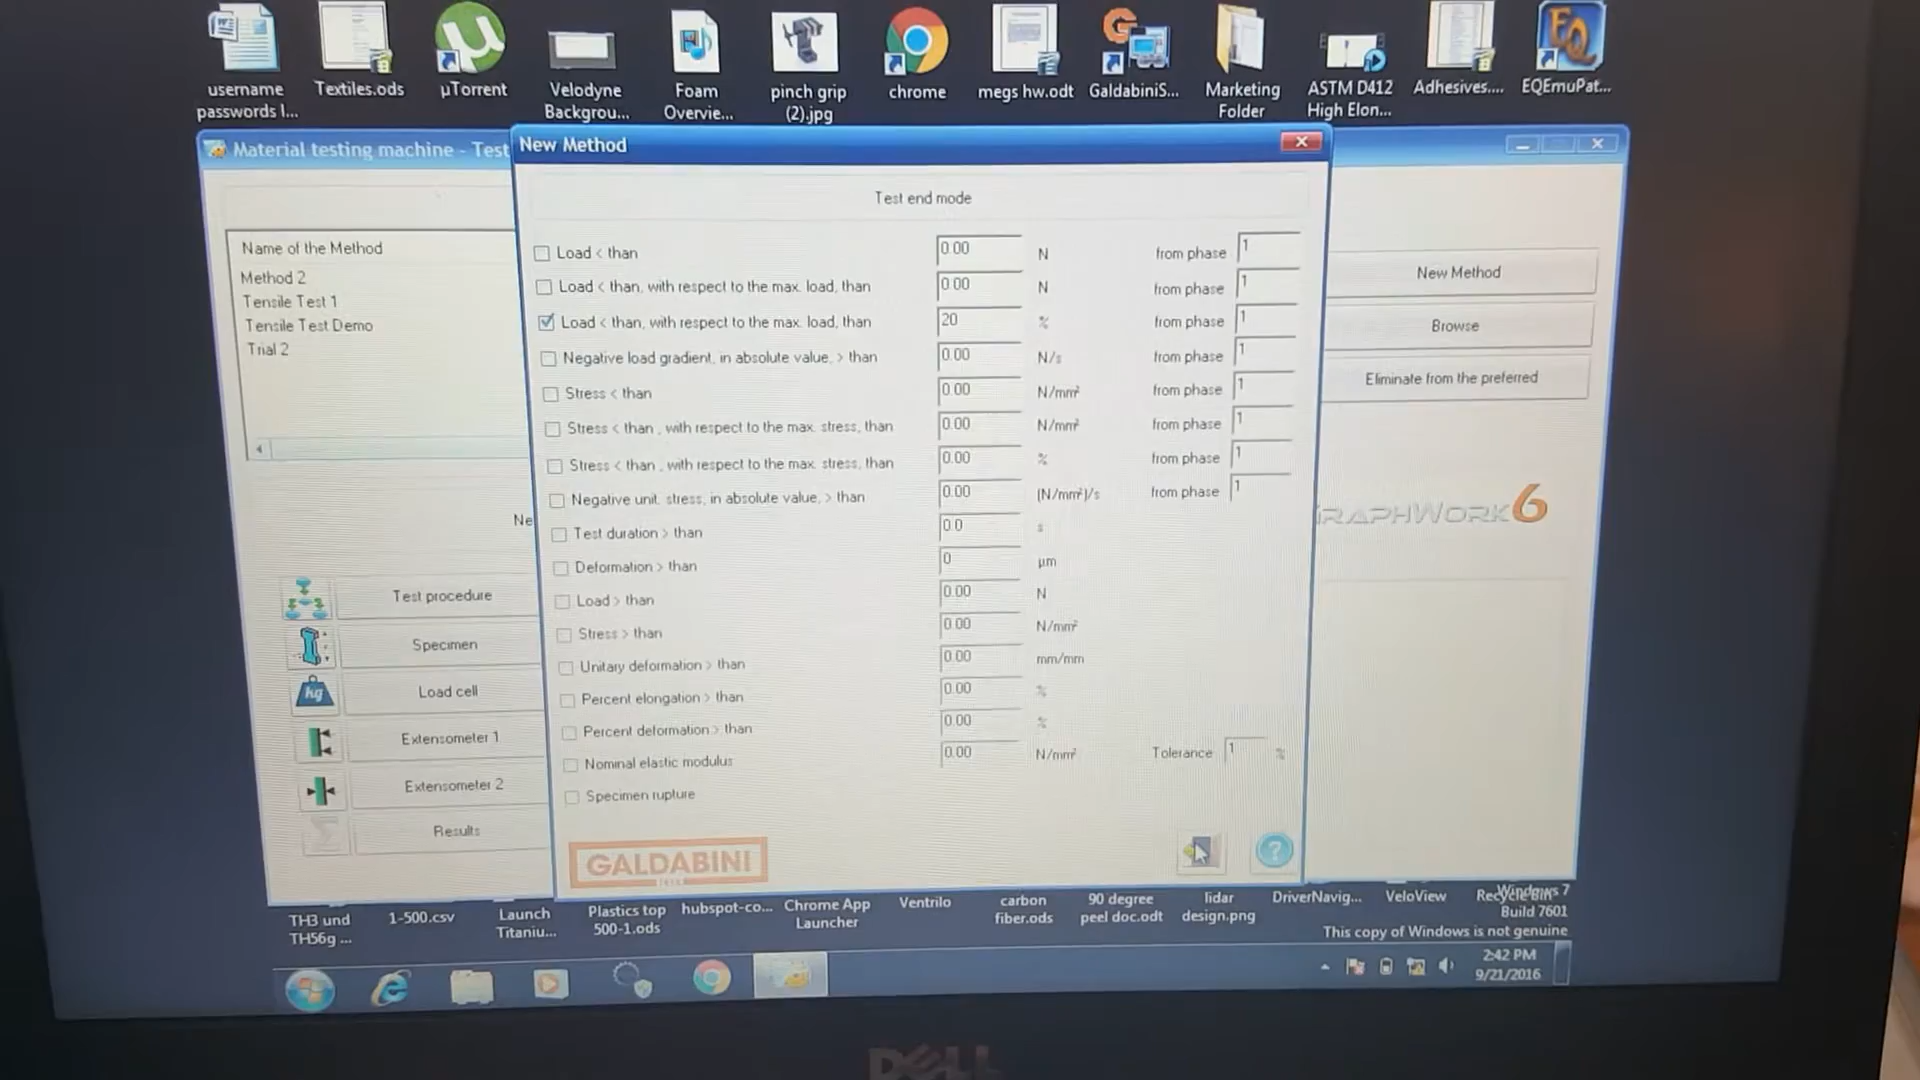 username
passwords l...
Textiles.ods
µTorrent
Velodyne
Backgrou...
Foam
Overvie...
pinch grip
(2).jpg
chrome
megs hw.odt
GaldabiniS...
Marketing
Folder
ASTM D412
High Elon...
Adhesives....
EQEmuPat...
Material testing machine - Test
New Method
Test end mode
Name of the Method
Method 2
Tensile Test 1
Tensile Test Demo
Trial 2
Load < than 0.00 N from phase 1
Load < than, with respect to the max. load, than 0.00 N from phase 1
Load < than, with respect to the max. load, than 20 % from phase 1
Negative load gradient, in absolute value, > than 0.00 N/s from phase 1
Stress < than 0.00 N/mm² from phase 1
Stress < than , with respect to the max. stress, than 0.00 N/mm² from phase 1
Stress < than , with respect to the max. stress, than 0.00 % from phase 1
Negative unit. stress, in absolute value, > than 0.00 (N/mm²)/s from phase 1
Test duration > than 0.0 s
Deformation > than 0 µm
Load > than 0.00 N
Stress > than 0.00 N/mm²
Unitary deformation > than 0.00 mm/mm
Percent elongation > than 0.00 %
Percent deformation > than 0.00 %
Nominal elastic modulus 0.00 N/mm² Tolerance 1 %
Specimen rupture
GALDABINI
New Method
Browse
Eliminate from the preferred
GRAPHWORK6
Ne
Test procedure
Specimen
kg
Load cell
Extensometer 1
Extensometer 2
Results
TH3 und
TH56g ...
1-500.csv
Launch
Titaniu...
Plastics top
500-1.ods
hubspot-co...
Chrome App
Launcher
Ventrilo
carbon
fiber.ods
90 degree
peel doc.odt
lidar
design.png
DriverNavig...
VeloView
Recycle Bin
Windows 7
Build 7601
This copy of Windows is not genuine
2:42 PM
9/21/2016
DELL